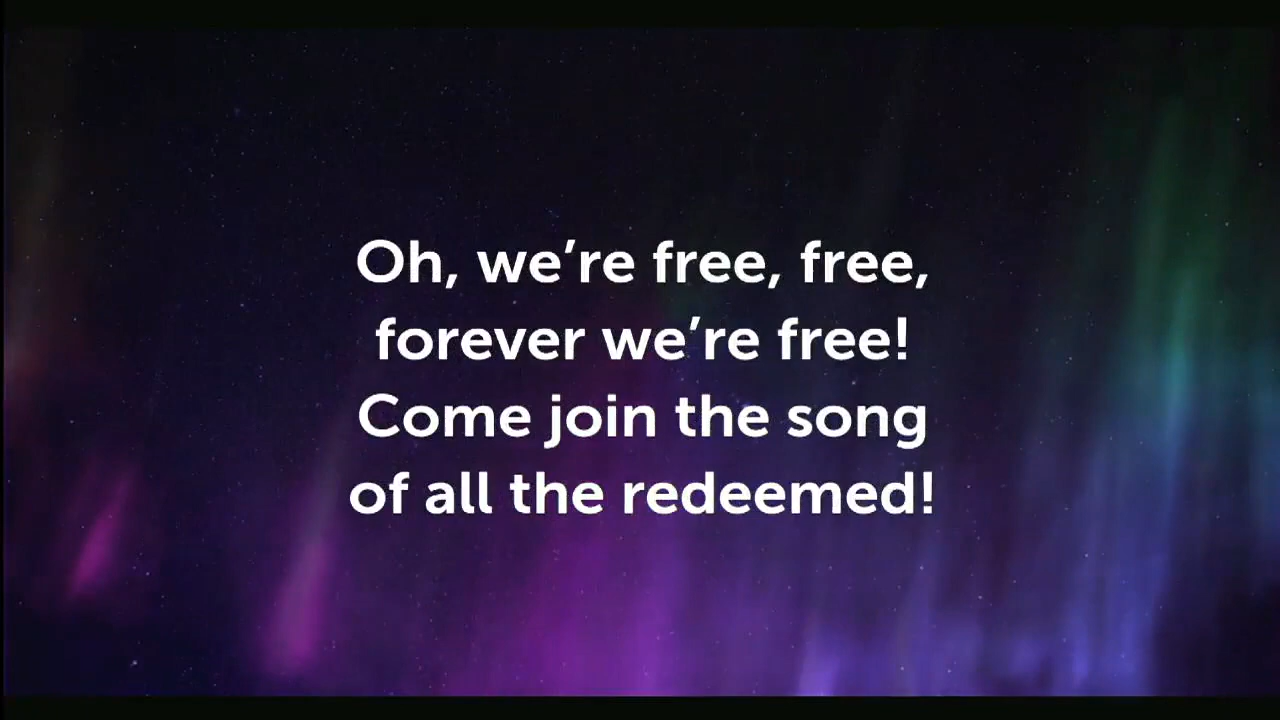 Oh, we’re free, free,
forever we’re free!
Come join the song
of all the redeemed!